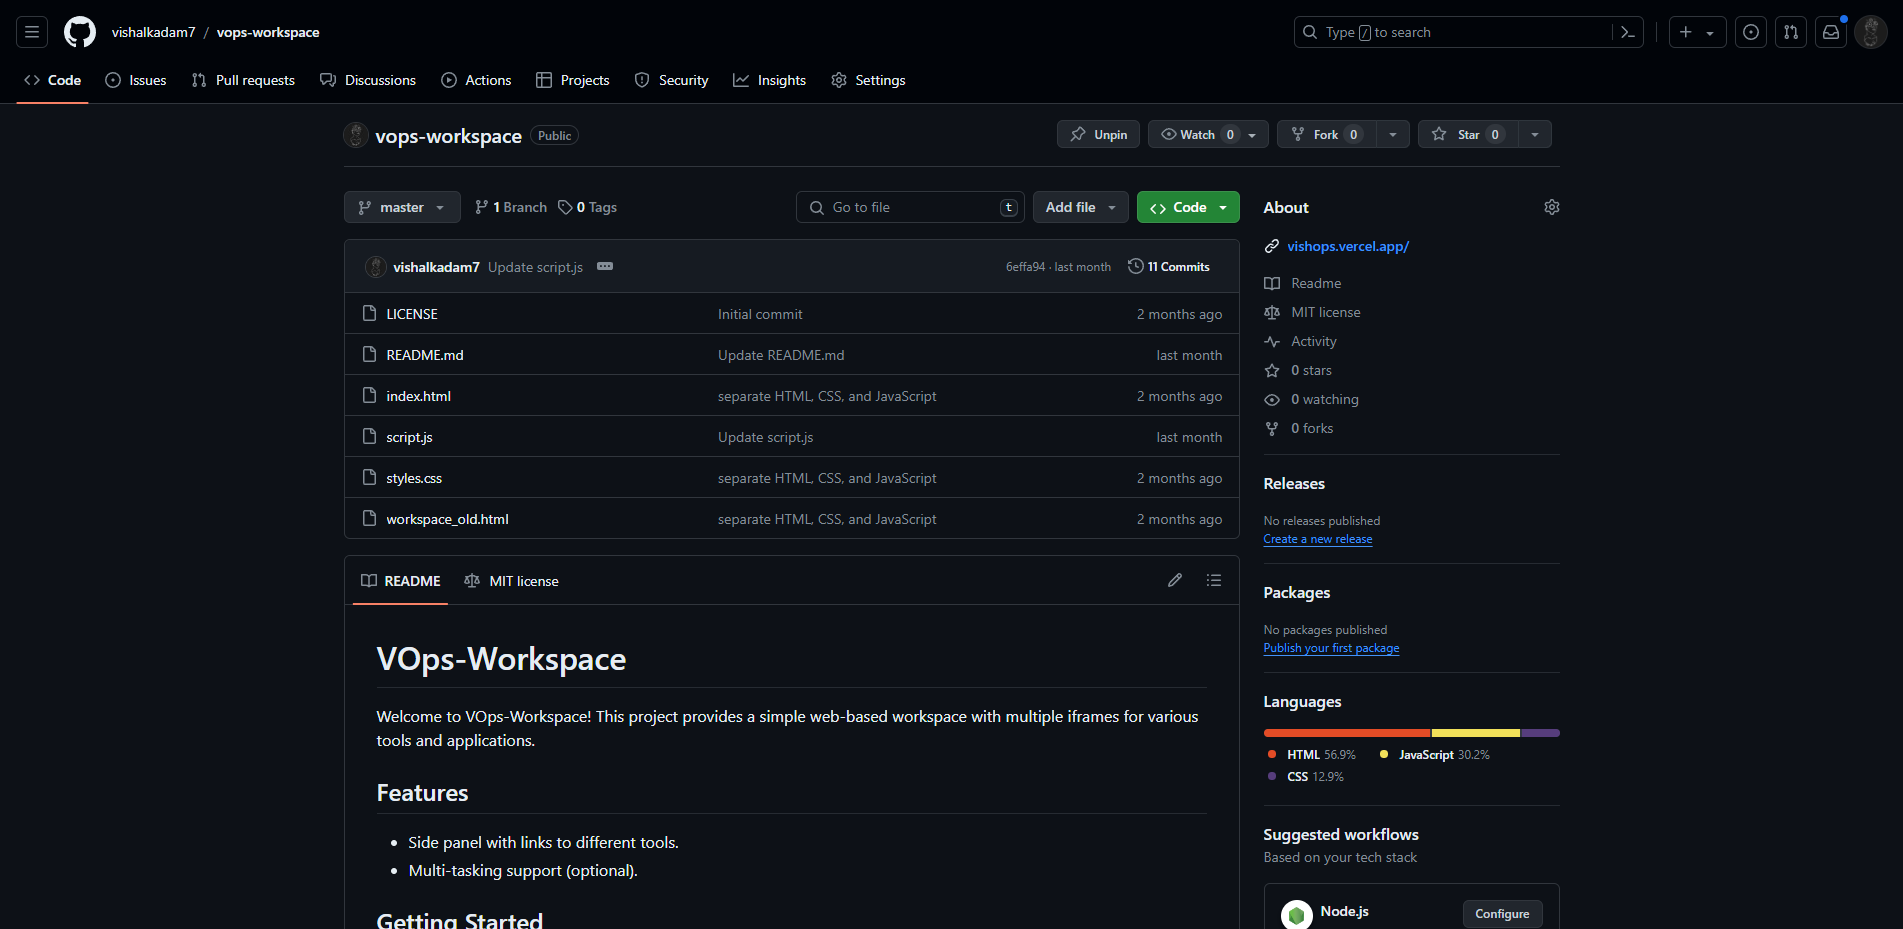 vishalkadam7 / vops-workspace
Type / to search
Code Issues Pull requests Discussions Actions Projects Security Insights Settings
vops-workspace Public
Unpin Watch 0 Fork 0 Star 0
master 1 Branch 0 Tags
Go to file t Add file Code
vishalkadam7 Update script.js
6effa94 · last month 11 Commits
LICENSE Initial commit 2 months ago
README.md Update README.md last month
index.html separate HTML, CSS, and JavaScript 2 months ago
script.js Update script.js last month
styles.css separate HTML, CSS, and JavaScript 2 months ago
workspace_old.html separate HTML, CSS, and JavaScript 2 months ago
README MIT license
VOps-Workspace
Welcome to VOps-Workspace! This project provides a simple web-based workspace with multiple iframes for various
tools and applications.
Features
• Side panel with links to different tools.
• Multi-tasking support (optional).
Getting Started
About
vishops.vercel.app/
Readme
MIT license
Activity
0 stars
0 watching
0 forks
Releases
No releases published
Create a new release
Packages
No packages published
Publish your first package
Languages
HTML 56.9% JavaScript 30.2%
CSS 12.9%
Suggested workflows
Based on your tech stack
Node.js Configure